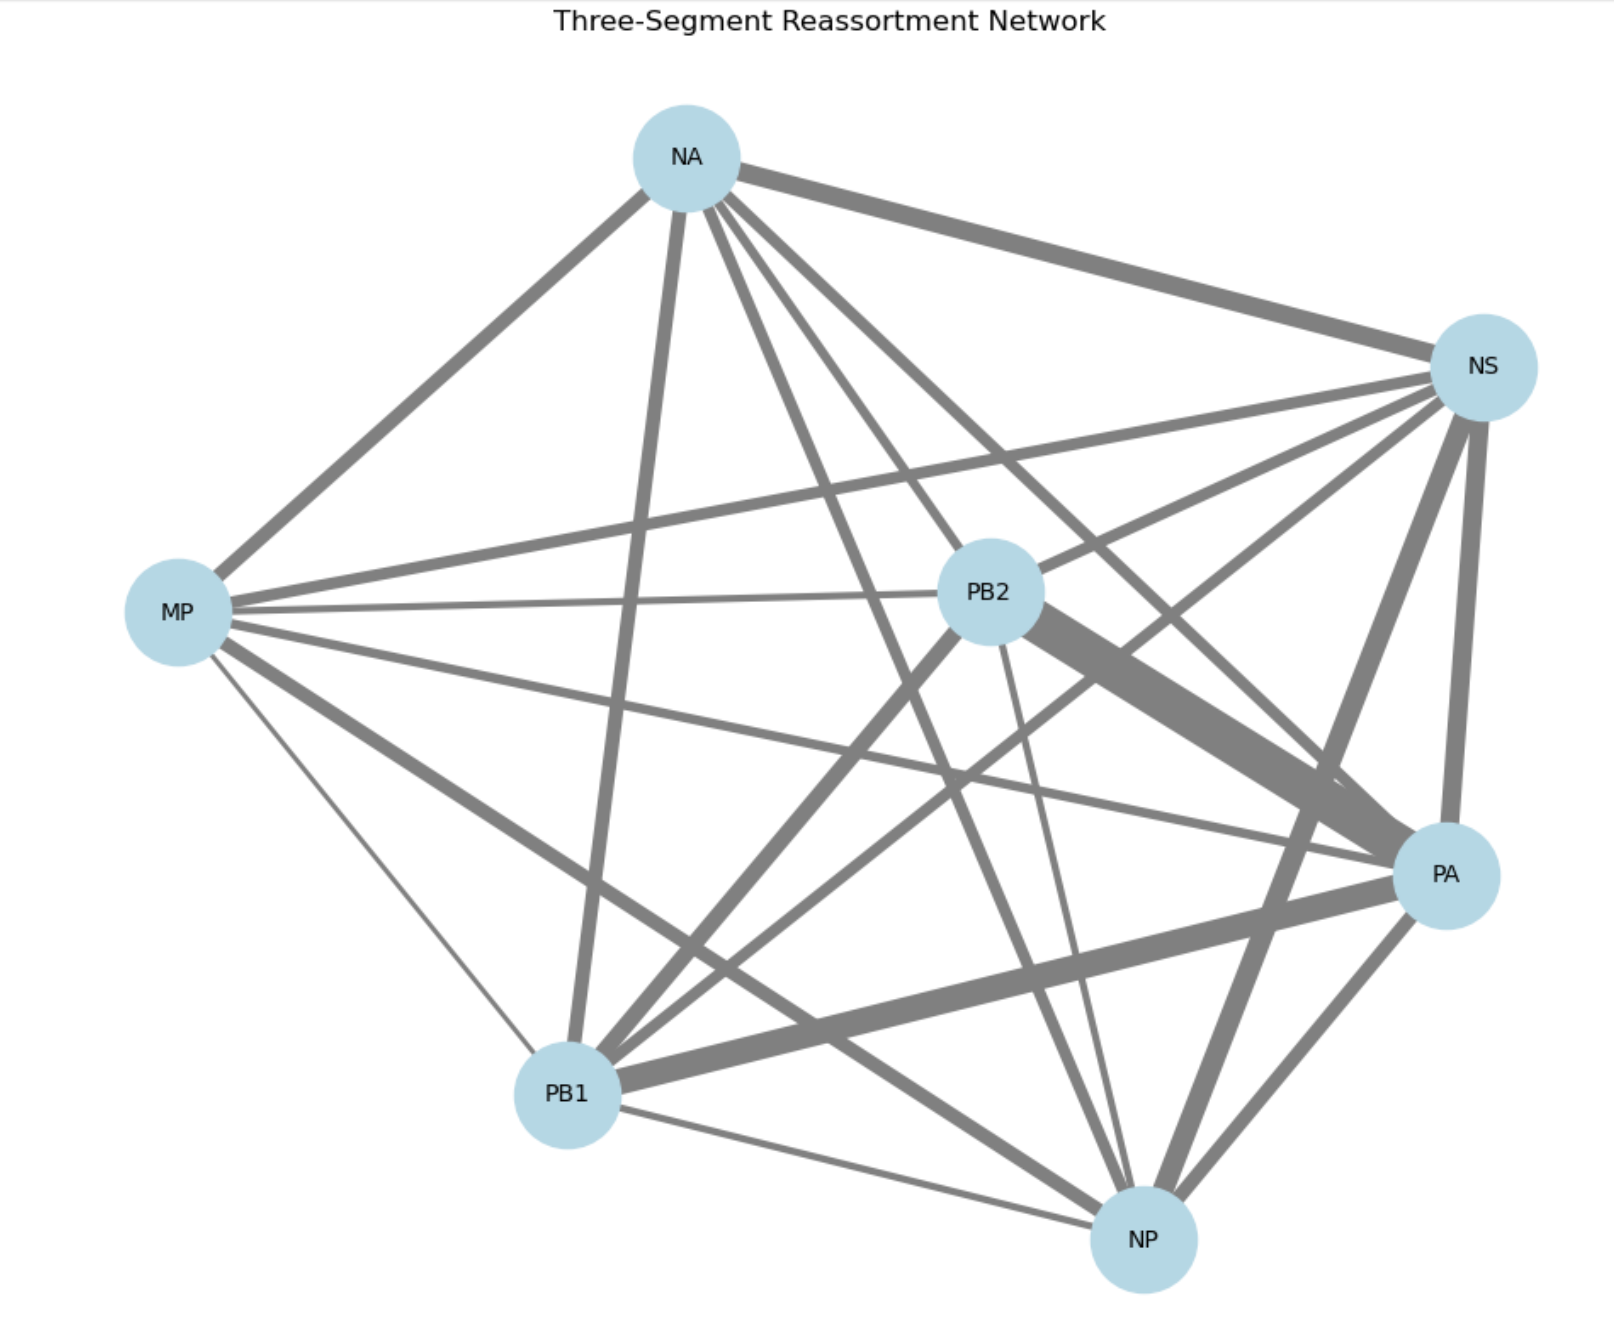 Three-Segment Reassortment Network
NA
NS
PB2
MP
PA
PB1
NP